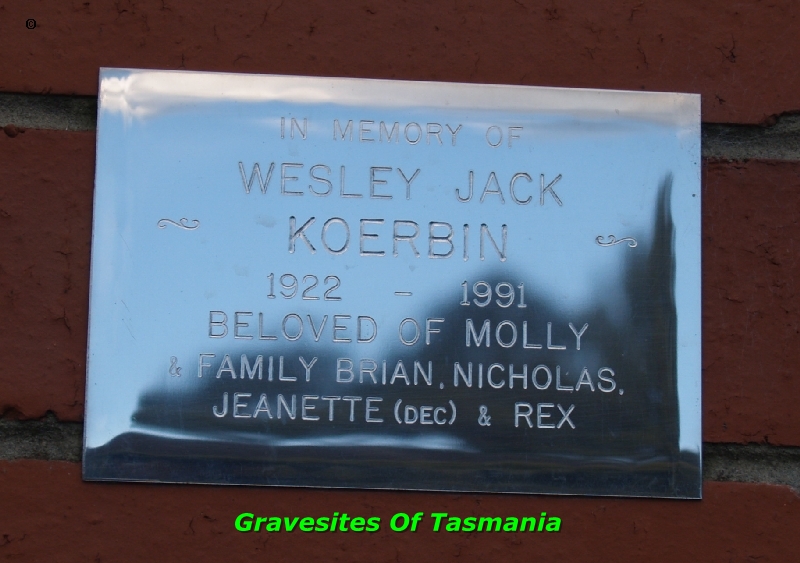 ©
IN MEMORY OF
WESLEY JACK
KOERBIN
1922 - 1991
BELOVED OF MOLLY
& FAMILY BRIAN, NICHOLAS,
JEANETTE (DEC) & REX
Gravesites Of Tasmania